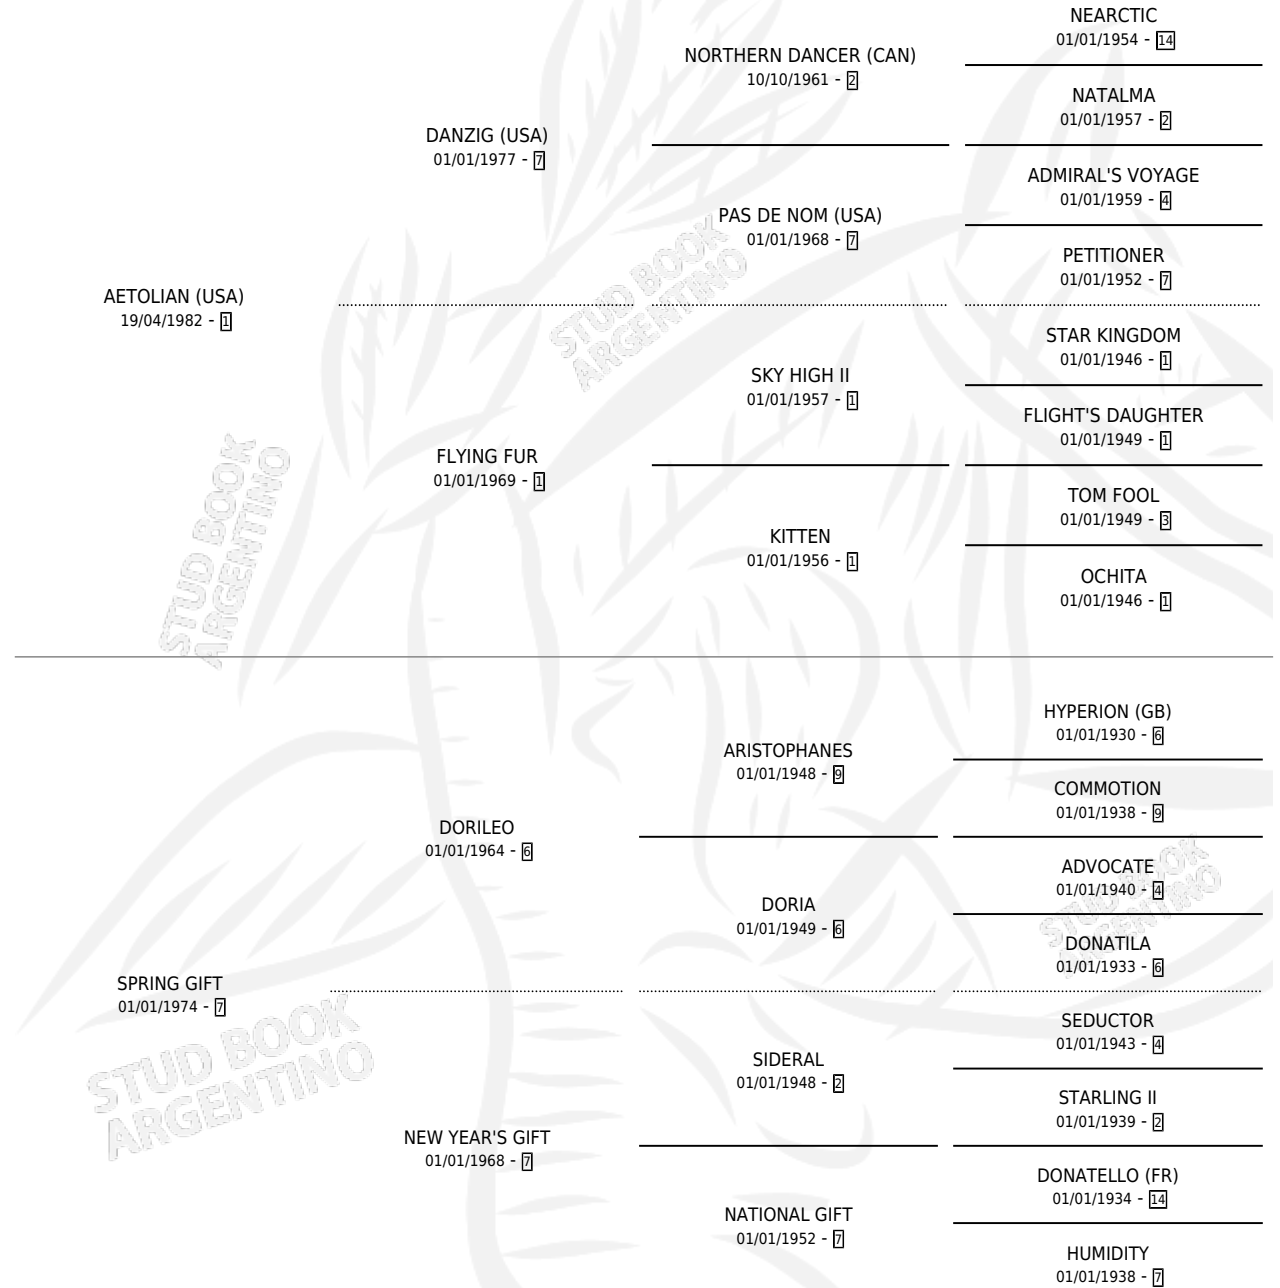 NEARCTIC
01/01/1954 - 14
NORTHERN DANCER (CAN)
10/10/1961 - 2
NATALMA
01/01/1957 - 2
DANZIG (USA)
01/01/1977 - 7
ADMIRAL'S VOYAGE
01/01/1959 - 4
PAS DE NOM (USA)
01/01/1968 - 7
PETITIONER
01/01/1952 - 7
AETOLIAN (USA)
19/04/1982 - 1
STAR KINGDOM
01/01/1946 - 1
SKY HIGH II
01/01/1957 - 1
FLIGHT'S DAUGHTER
01/01/1949 - 1
FLYING FUR
01/01/1969 - 1
TOM FOOL
01/01/1949 - 3
KITTEN
01/01/1956 - 1
OCHITA
01/01/1946 - 1
HYPERION (GB)
01/01/1930 - 6
ARISTOPHANES
01/01/1948 - 9
COMMOTION
01/01/1938 - 9
DORILEO
01/01/1964 - 6
ADVOCATE
01/01/1940 - 4
DORIA
01/01/1949 - 6
DONATILA
01/01/1933 - 6
SPRING GIFT
01/01/1974 - 7
SEDUCTOR
01/01/1943 - 4
SIDERAL
01/01/1948 - 2
STARLING II
01/01/1939 - 2
NEW YEAR'S GIFT
01/01/1968 - 7
DONATELLO (FR)
01/01/1934 - 14
NATIONAL GIFT
01/01/1952 - 7
HUMIDITY
01/01/1938 - 7
STUD BOOK
ARGENTINO
STUD BOOK
ARGENTINO
STUD BOOK
ARGENTINO
STUD BOOK
ARGENTINO